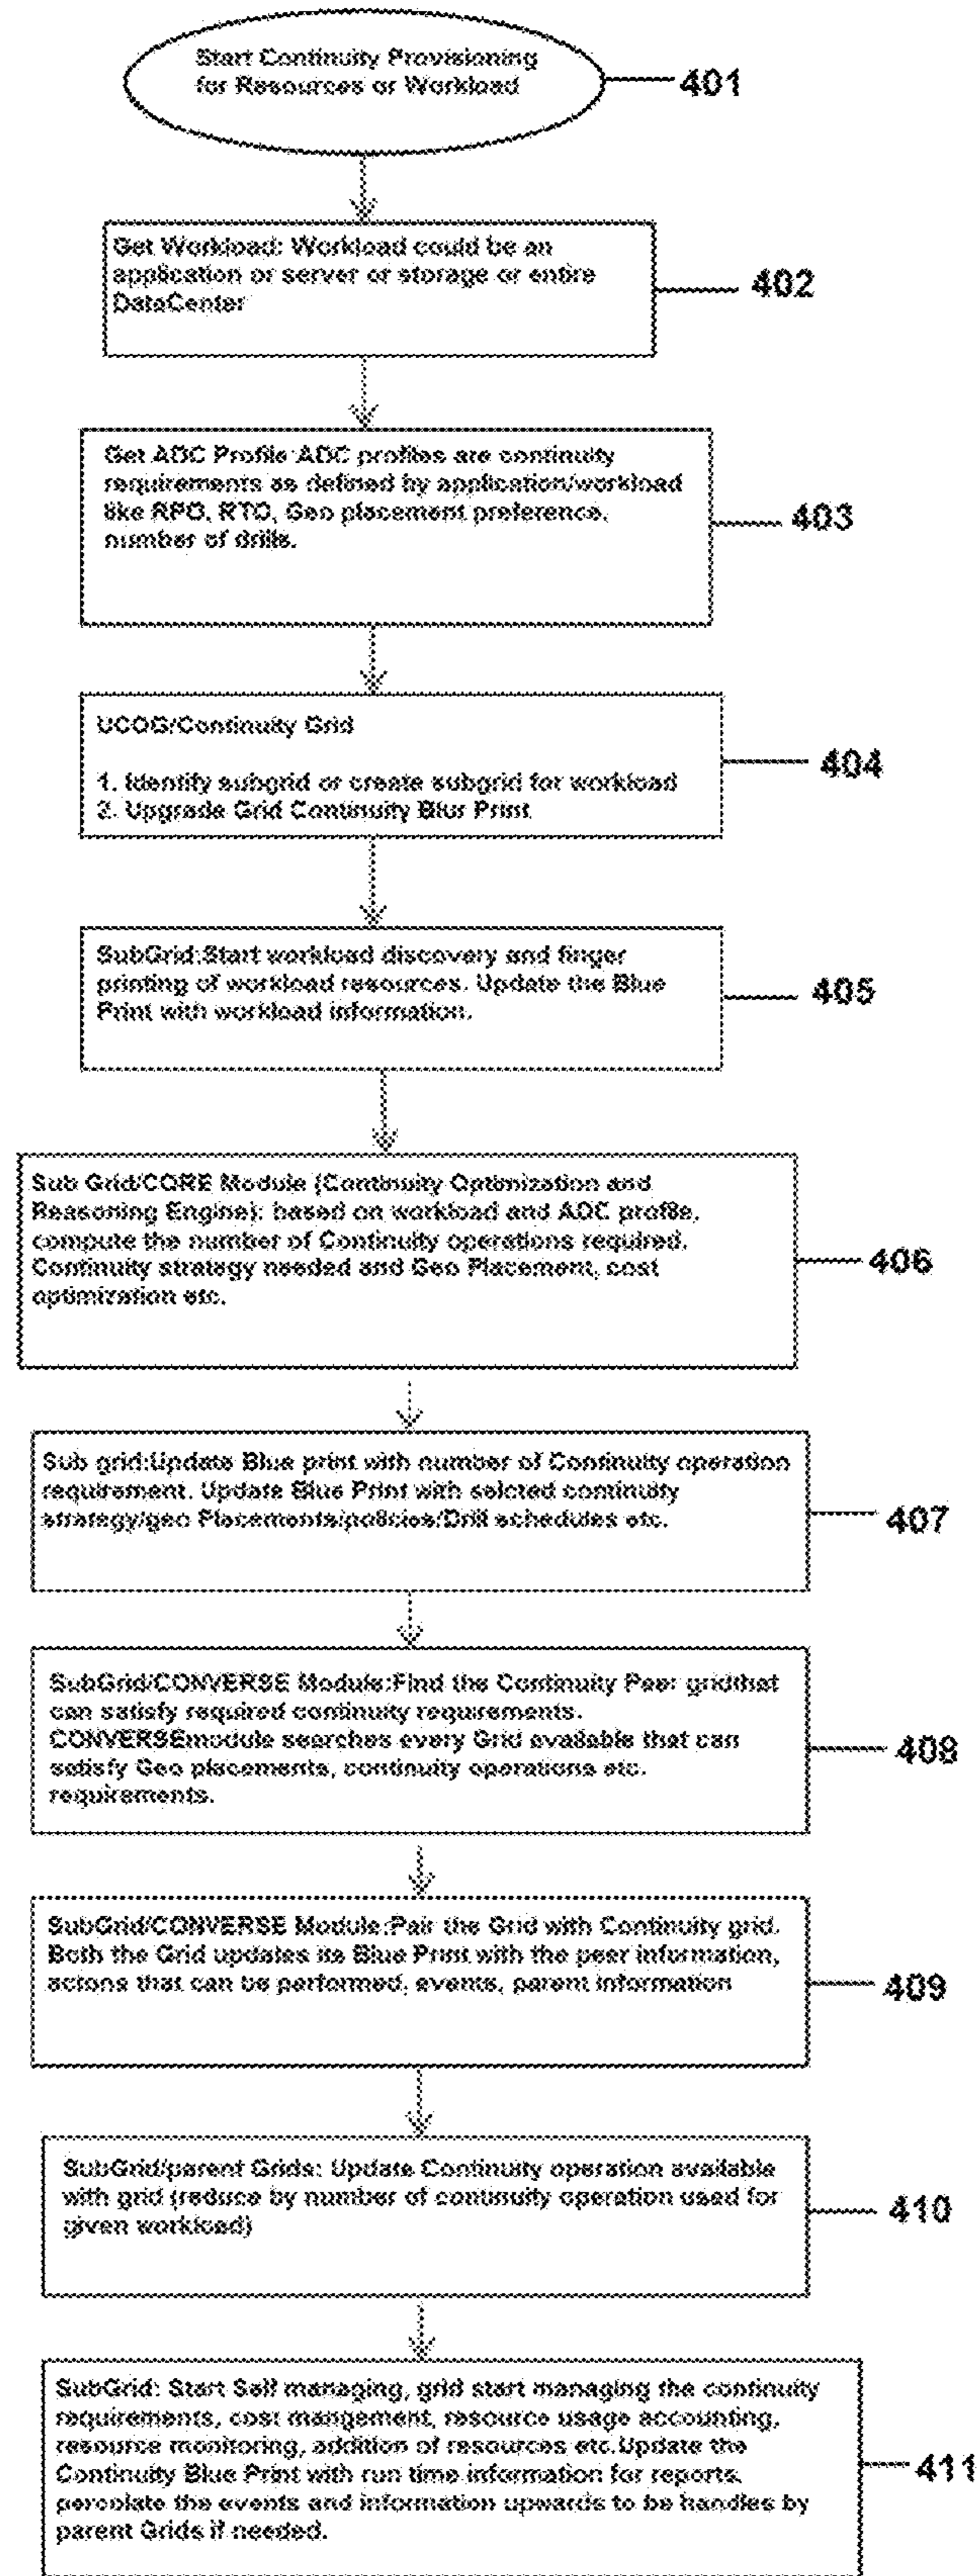 Start Continuity Provisioning
for Resources or Workload
401
Get Workload: Workload could be an
application or server or storage or entire
DataCenter
402
Get ADC Profile ADC profiles are continuity
requirements as defined by application/workload
like RPO, RTO, Geo placement preference,
number of drills.
403
UCOG/Continuity Grid
1. Identify subgrid or create subgrid for workload
2. Upgrade Grid Continuity Blur Print
404
SubGrid:Start workload discovery and finger
printing of workload resources. Update the Blue
Print with workload information.
405
Sub Grid/CORE Module (Continuity Optimization and
Reasoning Engine): based on workload and ADC profile,
compute the number of Continuity operations required.
Continuity strategy needed and Geo Placement, cost
optimization etc.
406
Sub grid:Update Blue print with number of Continuity operation
requirement. Update Blue Print with selcted continuity
strategy/geo Placements/policies/Drill schedules etc.
407
SubGrid/CONVERSE Module:Find the Continuity Peer gridthat
can satisfy required continuity requirements.
CONVERSEmodule searches every Grid available that can
satisfy Geo placements, continuity operations etc.
requirements.
408
SubGrid/CONVERSE Module:Pair the Grid with Continuity grid.
Both the Grid updates its Blue Print with the peer information,
actons that can be performed, events, parent information
409
SubGrid/parent Grids: Update Continuity operation available
with grid (reduce by number of continuity operation used for
given workload)
410
SubGrid: Start Self managing, grid start managing the continuity
requirements, cost mangement, resource usage accounting,
resource monitoring, addition of resources etc.Update the
Continuity Blue Print with run time information for reports.
percolate the events and information upwards to be handles by
parent Grids if needed.
411